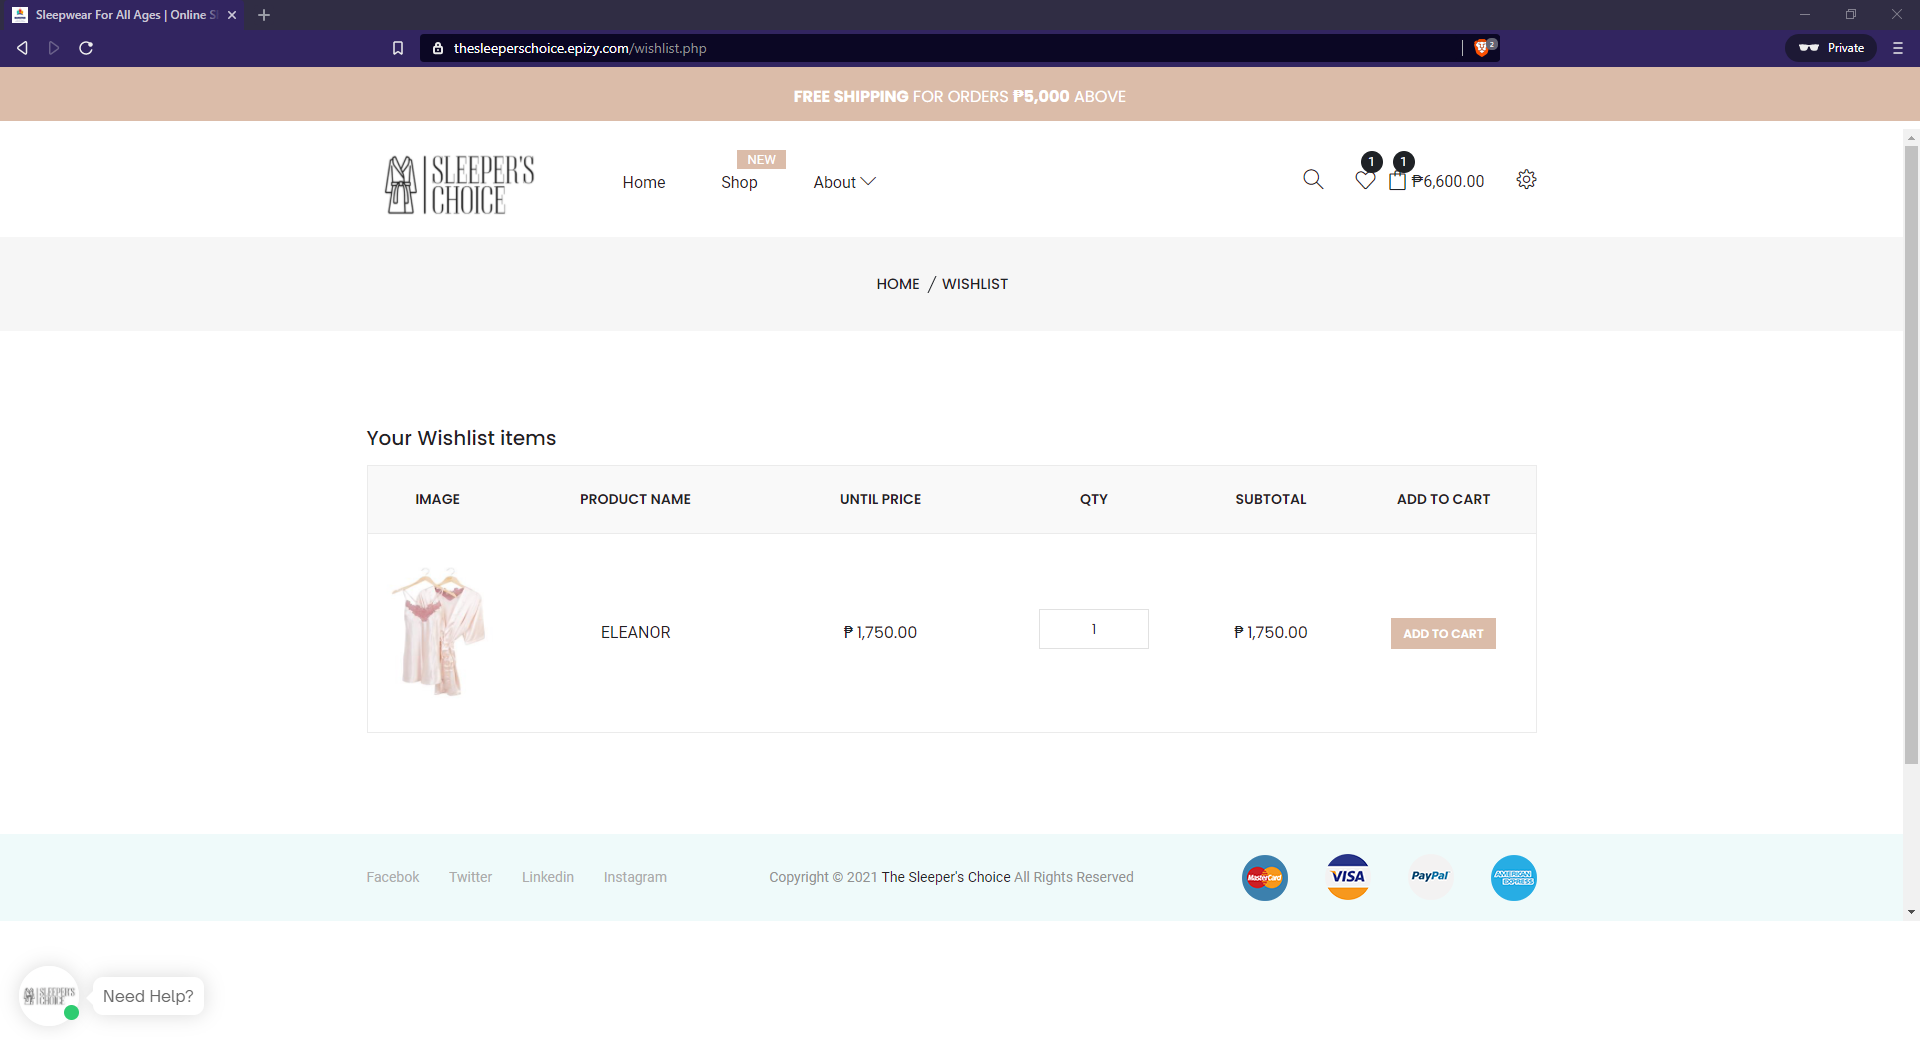 Sleepwear For All Ages | Online S
thesleeperschoice.epizy.com/wishlist.php
2
Private
FREE SHIPPING FOR ORDERS ₱5,000 ABOVE
SLEEPER'S
CHOICE
Home
NEW
Shop
About
1
1
₱6,600.00
HOME / WISHLIST
Your Wishlist items
IMAGE PRODUCT NAME UNTIL PRICE QTY SUBTOTAL ADD TO CART
ELEANOR ₱ 1,750.00 1 ₱ 1,750.00 ADD TO CART
Facebok Twitter Linkedin Instagram Copyright © 2021 The Sleeper's Choice All Rights Reserved
MasterCard VISA PayPal AMERICAN EXPRESS
SLEEPER'S
CHOICE
Need Help?